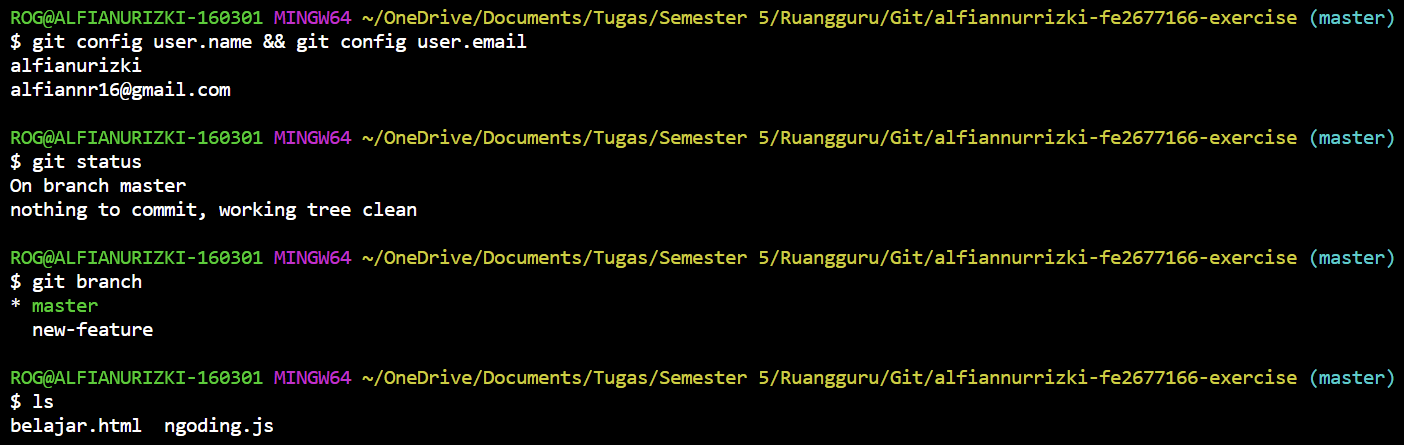 ROG@ALFIANURIZKI-160301 MINGW64 ~/OneDrive/Documents/Tugas/Semester 5/Ruangguru/Git/alfiannurrizki-fe2677166-exercise (master)
$ git config user.name && git config user.email
alfianurizki
alfiannr16@gmail.com
ROG@ALFIANURIZKI-160301 MINGW64 ~/OneDrive/Documents/Tugas/Semester 5/Ruangguru/Git/alfiannurrizki-fe2677166-exercise (master)
$ git status
On branch master
nothing to commit, working tree clean
ROG@ALFIANURIZKI-160301 MINGW64 ~/OneDrive/Documents/Tugas/Semester 5/Ruangguru/Git/alfiannurrizki-fe2677166-exercise (master)
$ git branch
* master
  new-feature
ROG@ALFIANURIZKI-160301 MINGW64 ~/OneDrive/Documents/Tugas/Semester 5/Ruangguru/Git/alfiannurrizki-fe2677166-exercise (master)
$ ls
belajar.html  ngoding.js